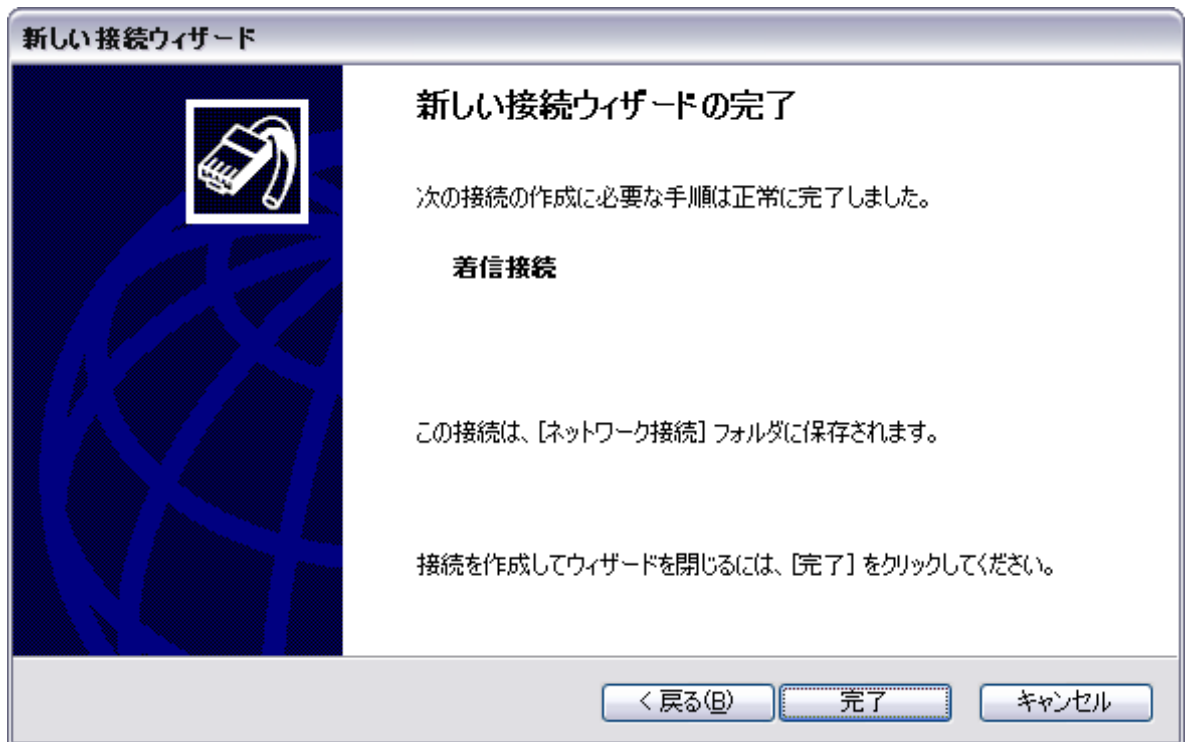 新しい接続ウィザード
新しい接続ウィザードの完了
次の接続の作成に必要な手順は正常に完了しました。
着信接続
この接続は、[ネットワーク接続] フォルダに保存されます。
接続を作成してウィザードを閉じるには、[完了] をクリックしてください。
< 戻る(B)
完了
キャンセル